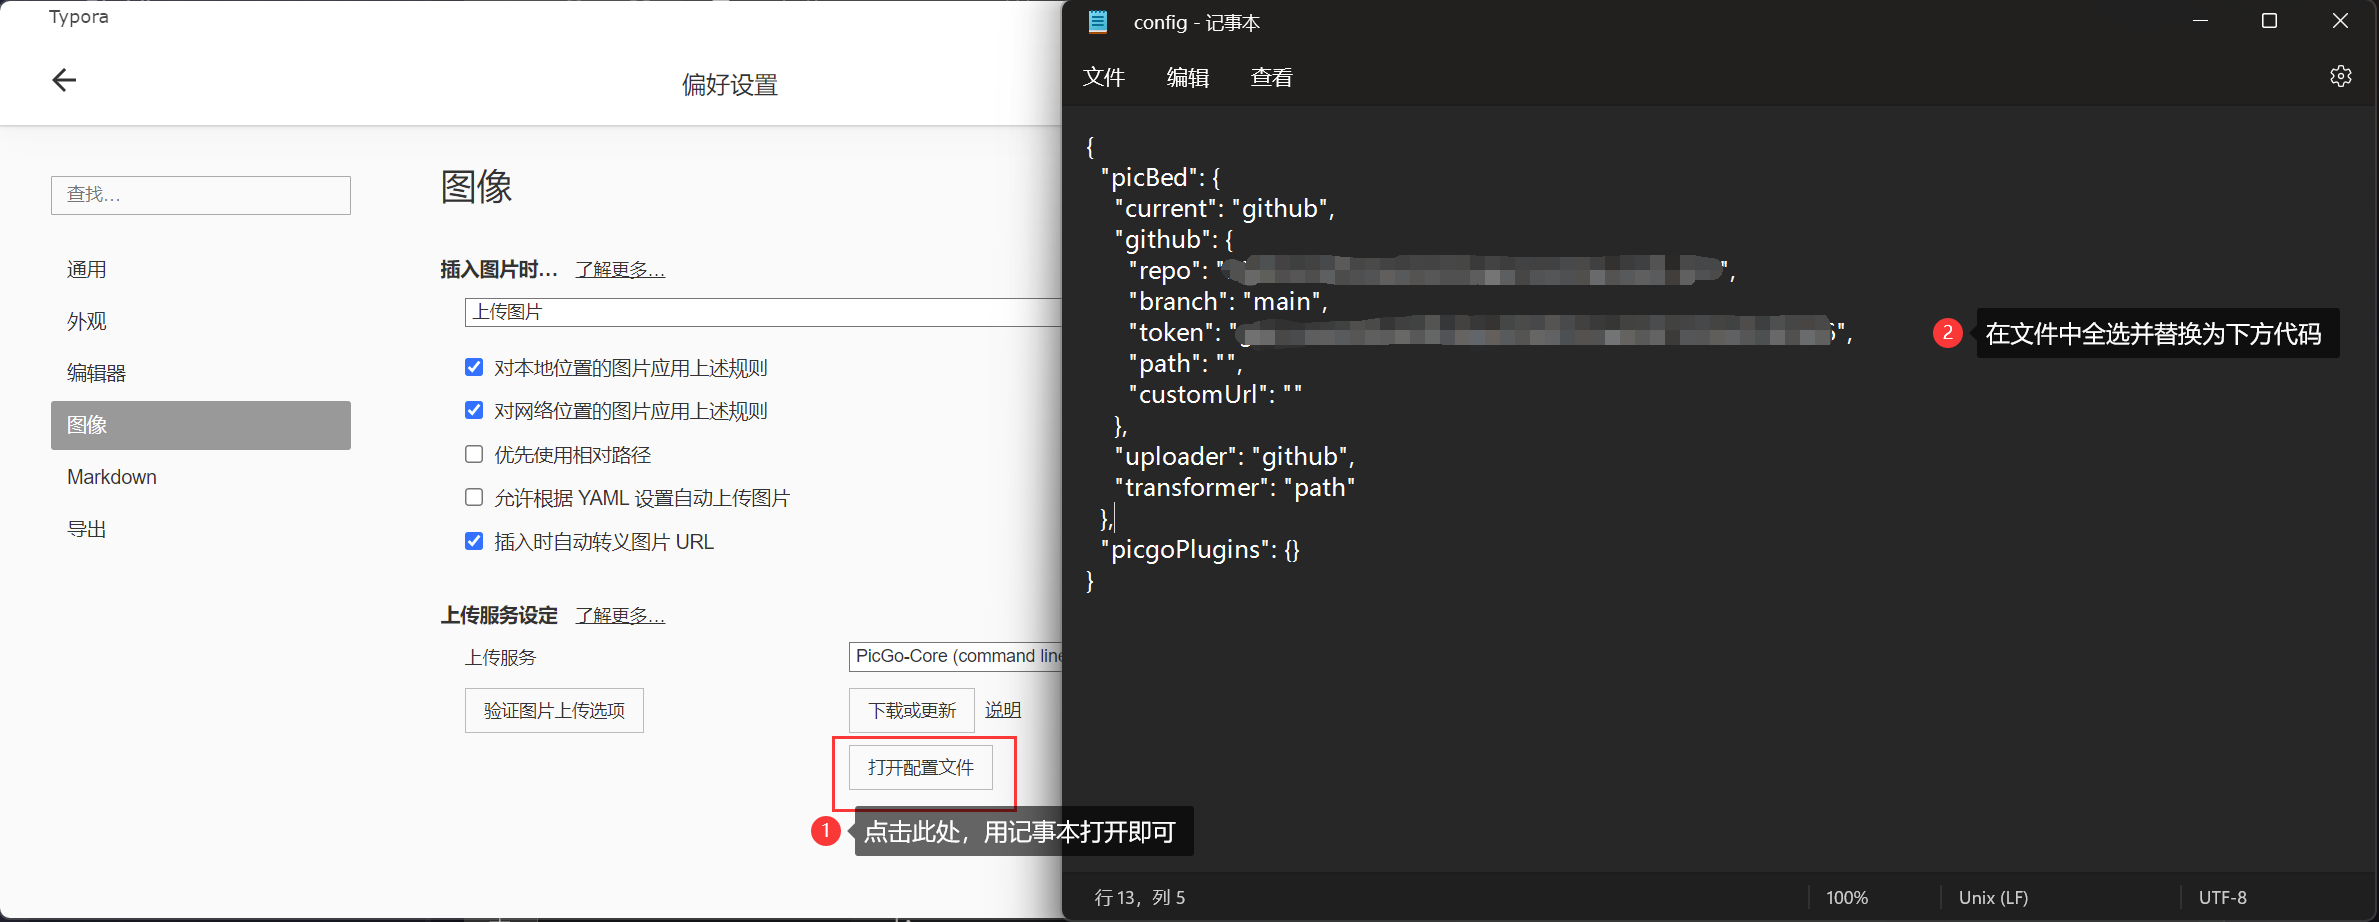 Typora
偏好设置
查找...
通用
外观
编辑器
图像
Markdown
导出
图像
插入图片时... 了解更多...
上传图片
对本地位置的图片应用上述规则
对网络位置的图片应用上述规则
优先使用相对路径
允许根据 YAML 设置自动上传图片
插入时自动转义图片 URL
上传服务设定 了解更多...
上传服务
PicGo-Core (command line
验证图片上传选项
下载或更新 说明
打开配置文件
1 点击此处，用记事本打开即可
config - 记事本
文件 编辑 查看
{
"picBed": {
"current": "github",
"github": {
"repo": "",
"branch": "main",
"token": "",
"path": "",
"customUrl": ""
},
"uploader": "github",
"transformer": "path"
},
"picgoPlugins": {}
}
2 在文件中全选并替换为下方代码
行 13，列 5
100%
Unix (LF)
UTF-8